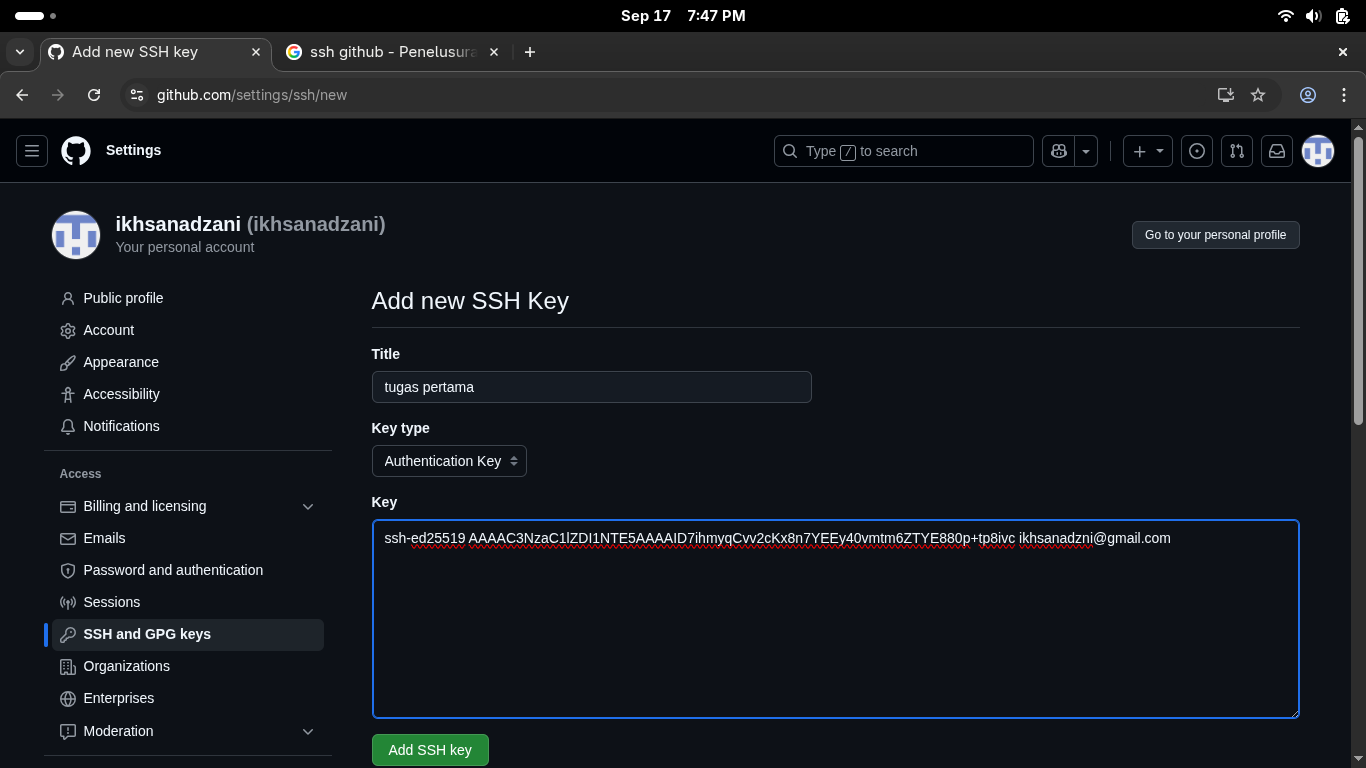 Sep 17 7:47 PM
Add new SSH key
ssh github - Penelusura
github.com/settings/ssh/new
Settings
Type / to search
ikhsanadzani (ikhsanadzani)
Your personal account
Go to your personal profile
Public profile
Account
Appearance
Accessibility
Notifications
Access
Billing and licensing
Emails
Password and authentication
Sessions
SSH and GPG keys
Organizations
Enterprises
Moderation
Add new SSH Key
Title
tugas pertama
Key type
Authentication Key
Key
ssh-ed25519 AAAAC3NzaC1lZDI1NTE5AAAAID7ihmyqCvv2cKx8n7YEEy40vmtm6ZTYE880p+tp8ivc ikhsanadzni@gmail.com
Add SSH key